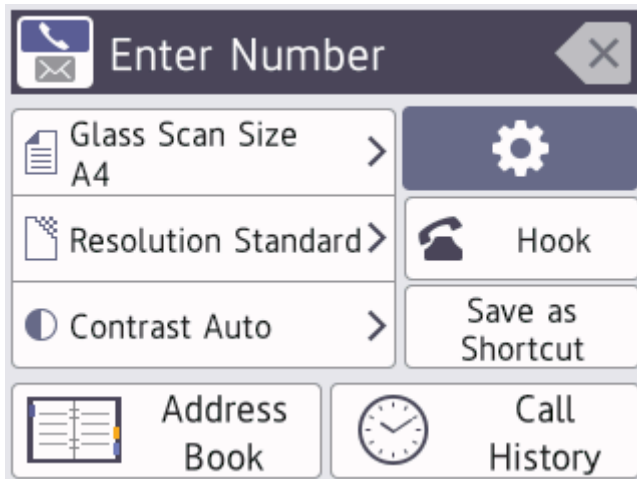 Enter Number
Glass Scan Size
A4
Resolution Standard
Contrast Auto
Hook
Save as
Shortcut
Address
Book
Call
History